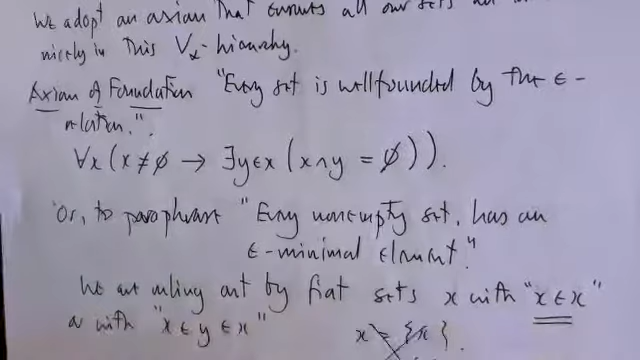 We adopt an axiom that ensures all our sets
nicely in this Vα-hierarchy.
Axiom of Foundation "Every set is wellfounded by the ∈-
relation.".
∀x(x≠∅ → ∃y∈x(x∩y = ∅)).
Or, to paraphrase "Every nonempty set, has an
∈-minimal element."
We are ruling out by fiat sets x with "x∈x"
or with "x∈y∈x"
x = {x}.